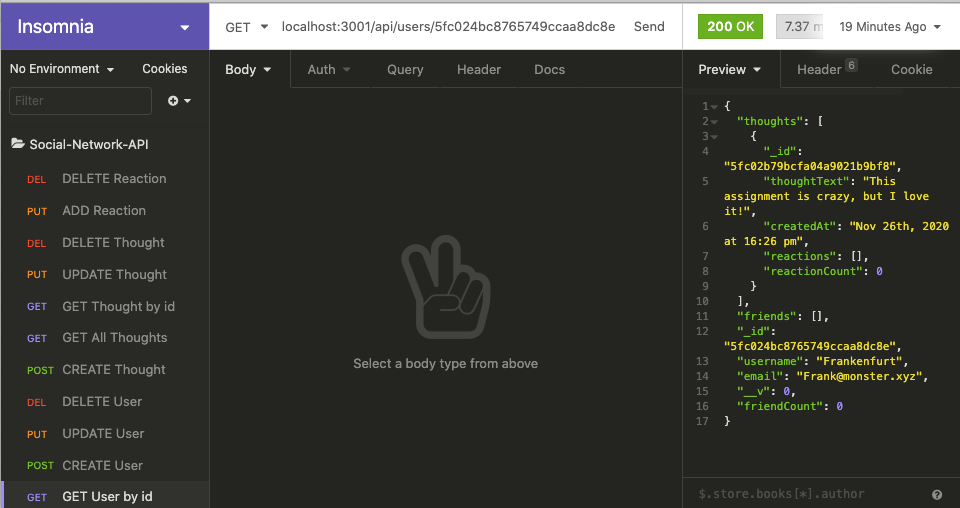 Insomnia
GET localhost:3001/api/users/5fc024bc8765749ccaa8dc8e Send
200 OK 7.37 m 19 Minutes Ago
No Environment Cookies
Body Auth Query Header Docs
Preview Header 6 Cookie
Filter
Social-Network-API
DEL DELETE Reaction
PUT ADD Reaction
DEL DELETE Thought
PUT UPDATE Thought
GET GET Thought by id
GET GET All Thoughts
POST CREATE Thought
DEL DELETE User
PUT UPDATE User
POST CREATE User
GET GET User by id
Select a body type from above
1 {
2 "thoughts": [
3 {
4 "_id":
"5fc02b79bcfa04a9021b9bf8",
5 "thoughtText": "This
assignment is crazy, but I love
it!",
6 "createdAt": "Nov 26th, 2020
at 16:26 pm",
7 "reactions": [],
8 "reactionCount": 0
9 }
10 ],
11 "friends": [],
12 "_id":
"5fc024bc8765749ccaa8dc8e",
13 "username": "Frankenfurt",
14 "email": "Frank@monster.xyz",
15 "__v": 0,
16 "friendCount": 0
17 }
$.store.books[*].author